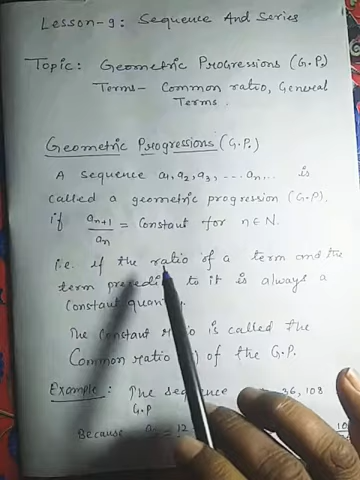 Lesson-9: Sequence And Series
Topic: Geometric Progressions (G.P)
Terms- Common ratio, General
Terms.
Geometric Progressions (G.P.)
A sequence a₁, a₂, a₃, ... aₙ... is
called a geometric progression (G.P).
if aₙ₊₁/aₙ = Constant for n ∈ N.
i.e. if the ratio of a term and the
term to it is always a
Constant
The Constant is called the
Common ratio of the G.P.
Example: The sequence 36, 108
G.P
Because 12